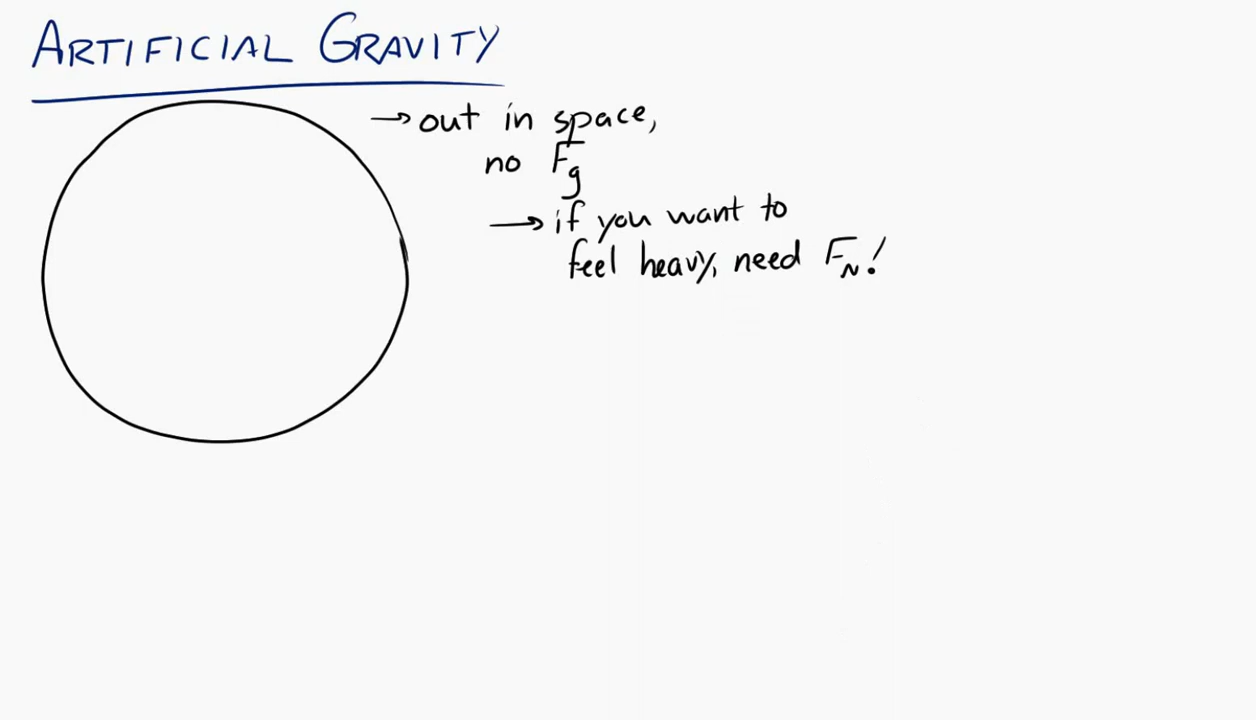 ARTIFICIAL GRAVITY
→ out in space,
no Fg
→ if you want to
feel heavy, need FN!